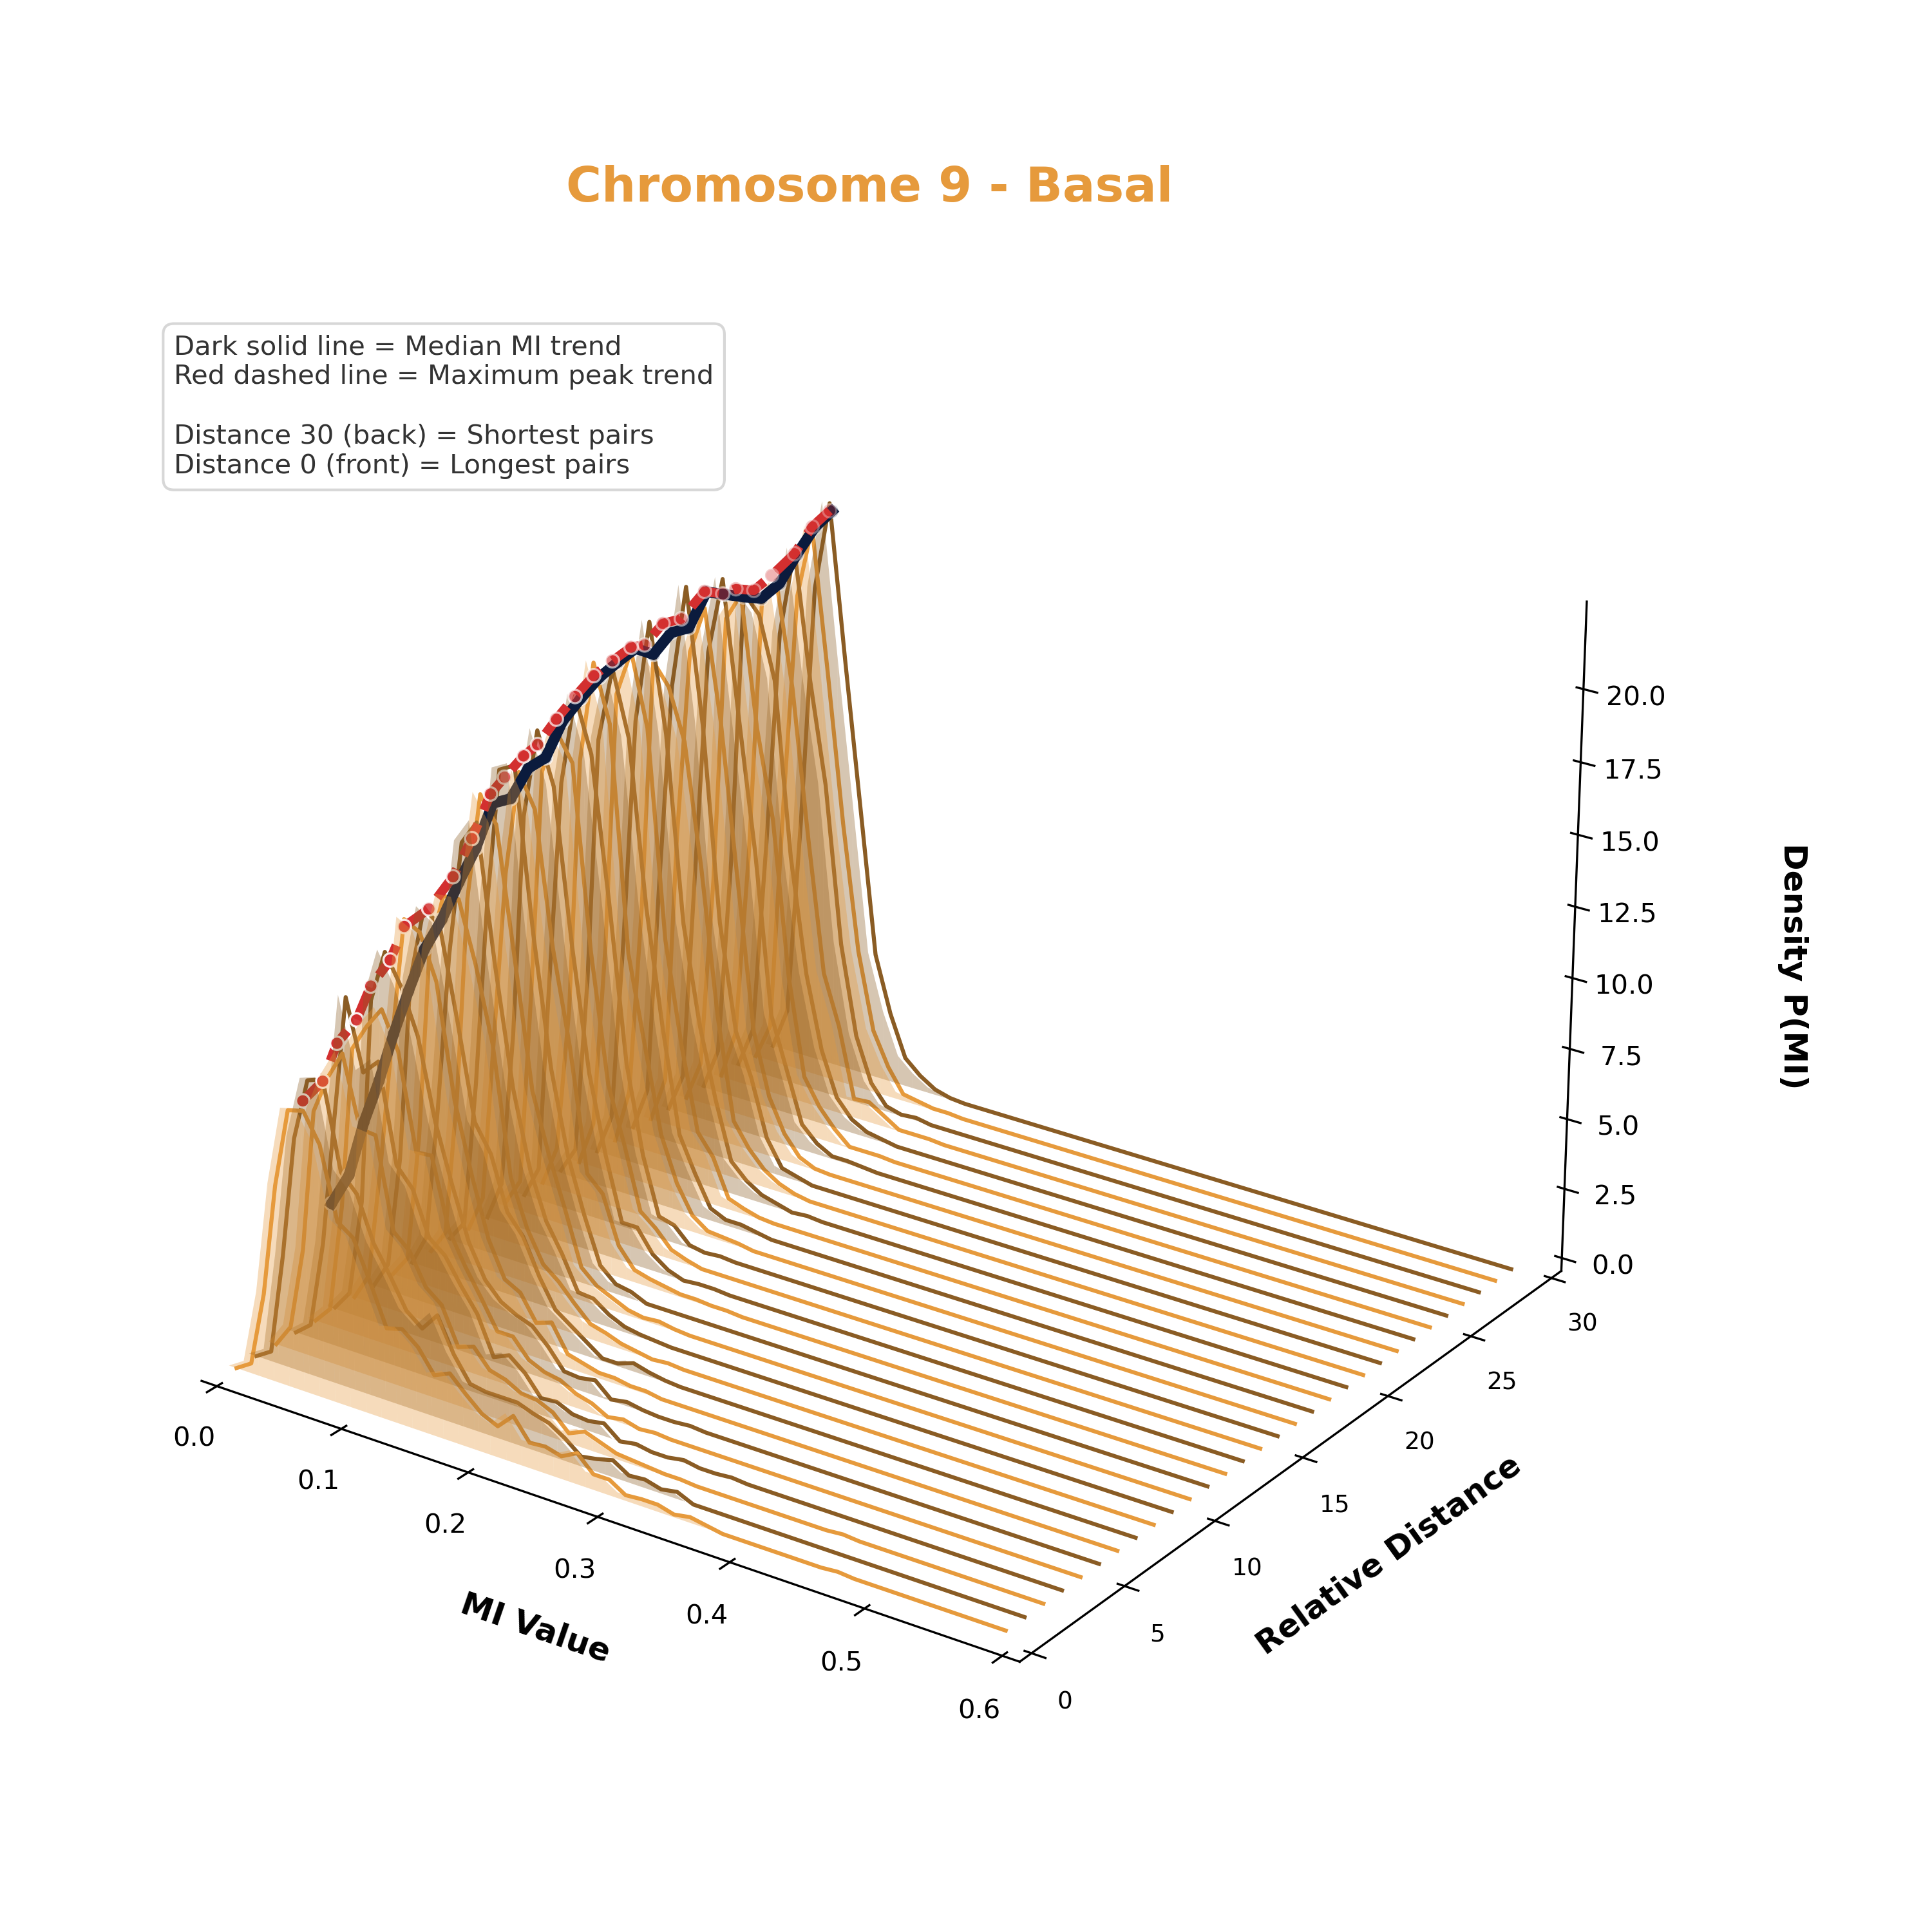 Chromosome 9 - Basal
Dark solid line = Median MI trend
Red dashed line = Maximum peak trend
Distance 30 (back) = Shortest pairs
Distance 0 (front) = Longest pairs
20.0
17.5
15.0
12.5
10.0
7.5
5.0
2.5
0.0
Density P(MI)
30
25
20
15
10
5
0
Relative Distance
0.0
0.1
0.2
0.3
0.4
0.5
0.6
MI Value